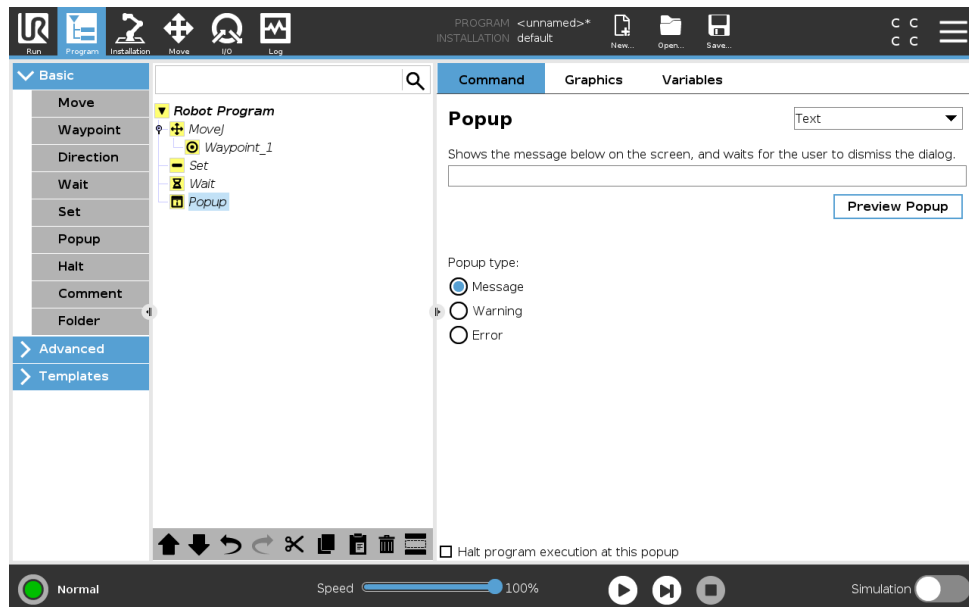 UR
Run
Program
Installation
Move
I/O
Log
PROGRAM <unnamed>*
INSTALLATION default
New...
Open...
Save...
C C
C C
Basic
Move
Waypoint
Direction
Wait
Set
Popup
Halt
Comment
Folder
Advanced
Templates
Robot Program
MoveJ
Waypoint_1
Set
Wait
Popup
Command Graphics Variables
Popup
Text
Shows the message below on the screen, and waits for the user to dismiss the dialog.
Preview Popup
Popup type:
Message
Warning
Error
Halt program execution at this popup
Normal
Speed 100%
Simulation